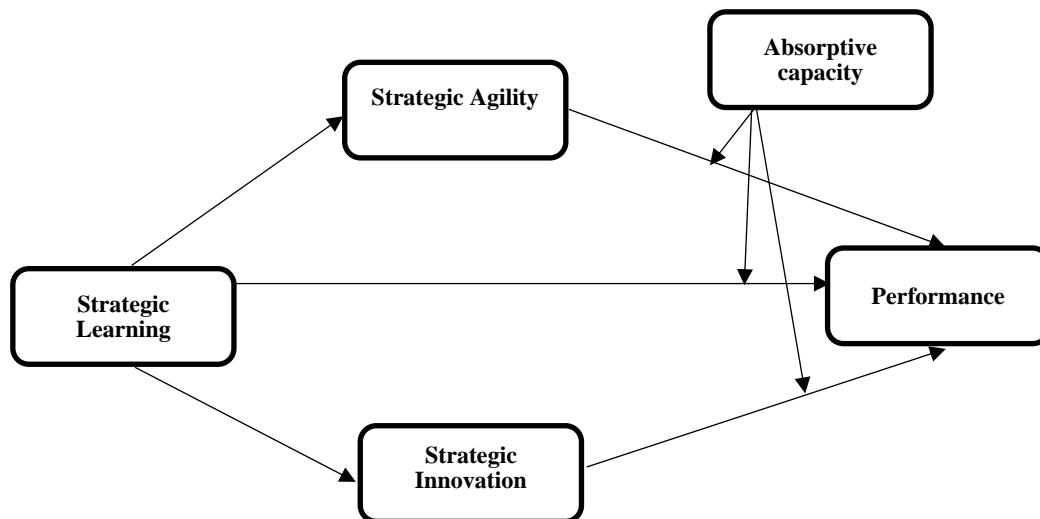 Absorptive
capacity
Strategic Agility
Strategic
Learning
Performance
Strategic
Innovation